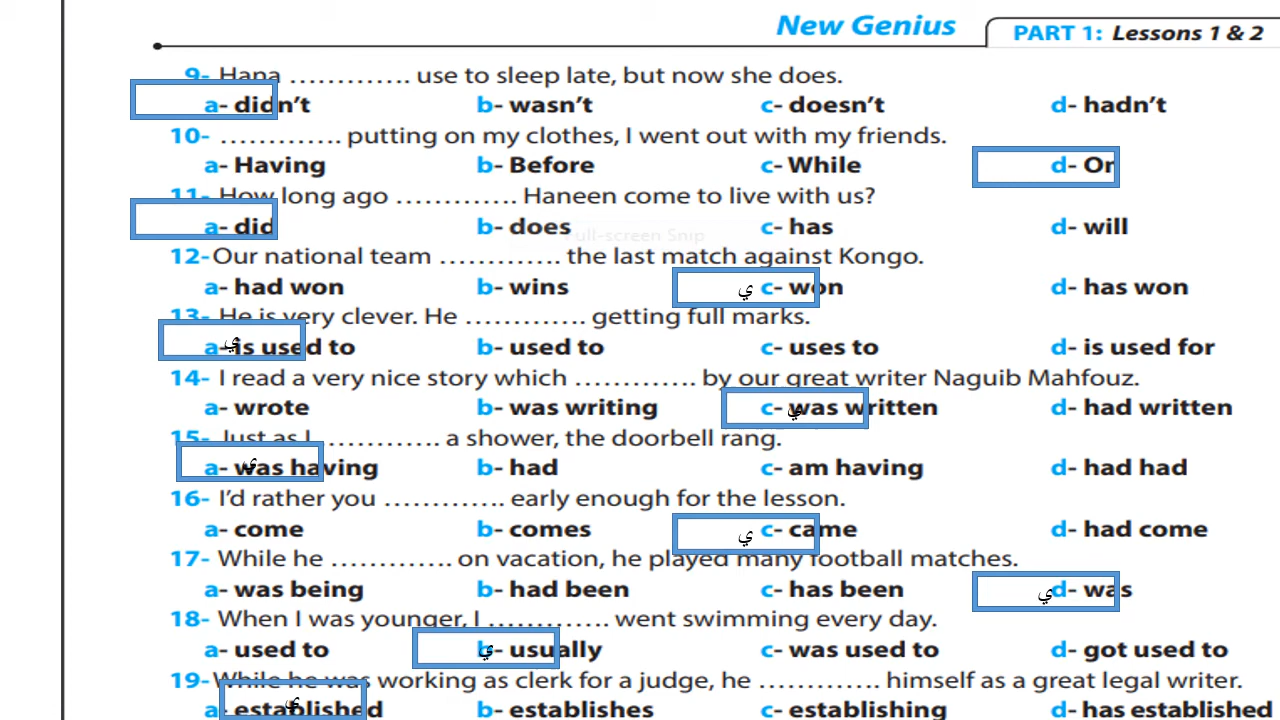 New Genius
PART 1: Lessons 1 & 2
9- Hana …………. use to sleep late, but now she does.
a- didn't b- wasn't c- doesn't d- hadn't
10- …………. putting on my clothes, I went out with my friends.
a- Having b- Before c- While d- On
11- How long ago …………. Haneen come to live with us?
a- did b- does c- has d- will
Full-screen Snip
12- Our national team …………. the last match against Kongo.
a- had won b- wins ي c- won d- has won
13- He is very clever. He …………. getting full marks.
ي a- is used to b- used to c- uses to d- is used for
14- I read a very nice story which …………. by our great writer Naguib Mahfouz.
a- wrote b- was writing ي c- was written d- had written
15- Just as I …………. a shower, the doorbell rang.
ي a- was having b- had c- am having d- had had
16- I'd rather you …………. early enough for the lesson.
a- come b- comes ي c- came d- had come
17- While he …………. on vacation, he played many football matches.
a- was being b- had been c- has been ي d- was
18- When I was younger, I …………. went swimming every day.
a- used to ي b- usually c- was used to d- got used to
19- While he was working as clerk for a judge, he …………. himself as a great legal writer.
ي a- established b- establishes c- establishing d- has established